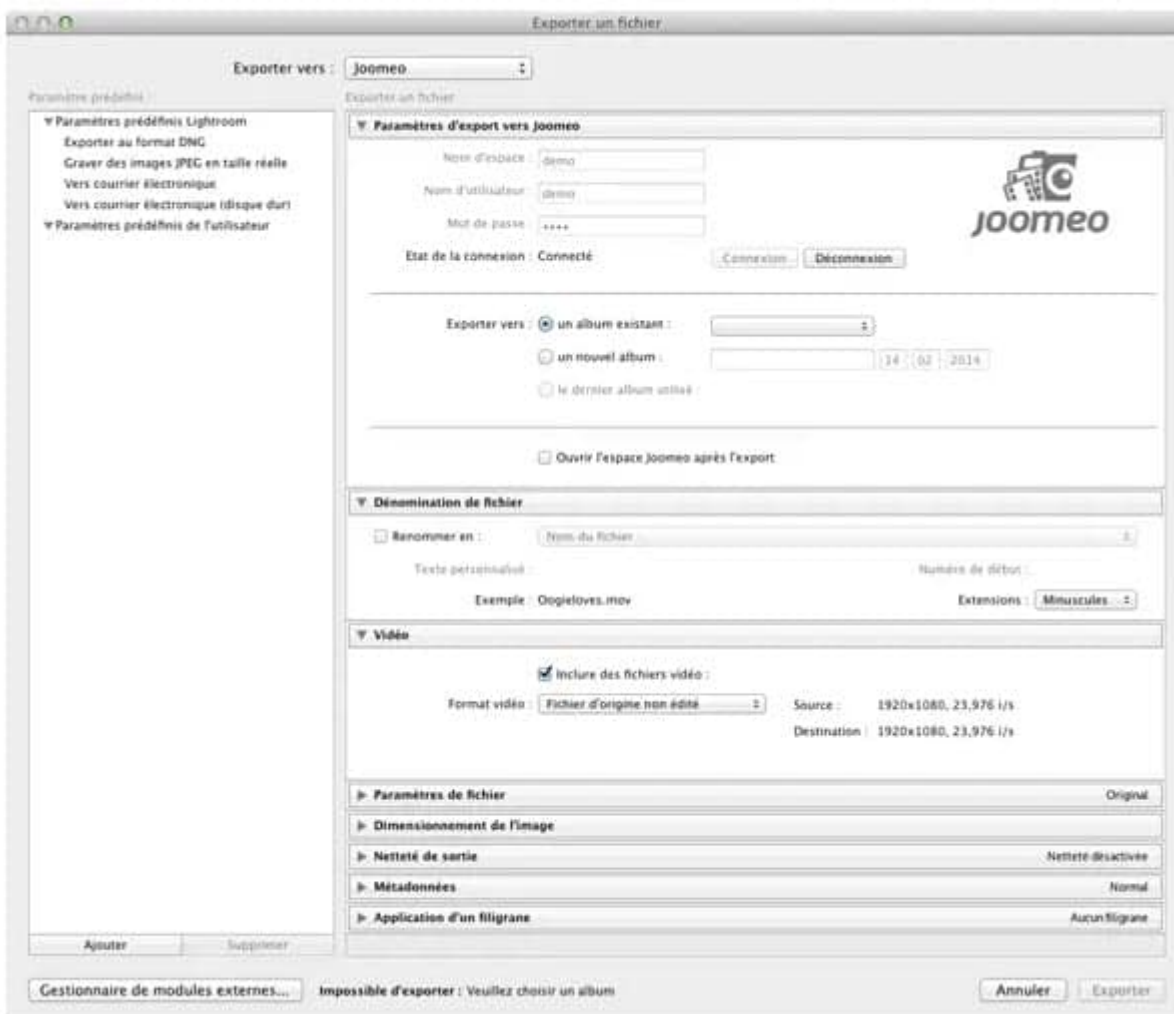 Exporter un fichier
Exporter vers : Joomeo
Paramètre prédéfini :
Exporter un fichier
Paramètres prédéfinis Lightroom
Exporter au format DNG
Graver des images JPEG en taille réelle
Vers courrier électronique
Vers courrier électronique (disque dur)
Paramètres prédéfinis de l'utilisateur
Ajouter Supprimer
Paramètres d'export vers Joomeo
Nom d'espace : demo
Nom d'utilisateur : demo
Mot de passe : ••••
Etat de la connexion : Connecté Connexion Déconnexion
joomeo
Exporter vers : un album existant :
un nouvel album : 14 02 2014
le dernier album utilisé :
Ouvrir l'espace Joomeo après l'export
Dénomination de fichier
Renommer en : Nom du fichier
Texte personnalisé : Numéro de début :
Exemple : Oogieloves.mov Extensions : Minuscules
Vidéo
Inclure des fichiers vidéo :
Format vidéo : Fichier d'origine non édité Source : 1920x1080, 23,976 i/s
Destination : 1920x1080, 23,976 i/s
Paramètres de fichier Original
Dimensionnement de l'image
Netteté de sortie Netteté désactivée
Métadonnées Normal
Application d'un filigrane Aucun filigrane
Gestionnaire de modules externes... Impossible d'exporter : Veuillez choisir un album Annuler Exporter